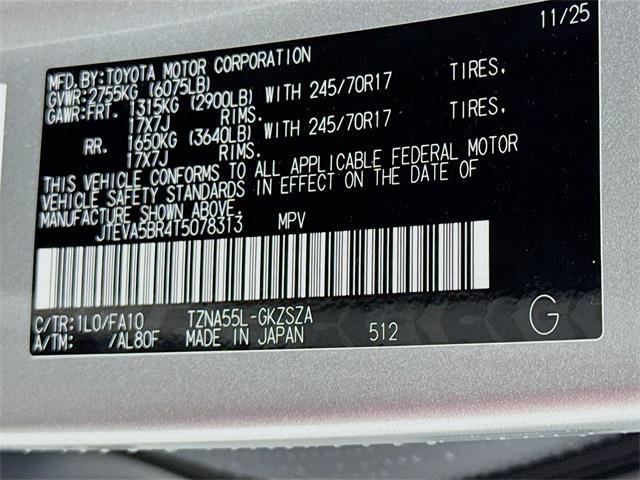 11/25
MFD.BY:TOYOTA MOTOR CORPORATION
GVWR:2755KG (6075LB)
GAWR:FRT. 1315KG (2900LB) WITH 245/70R17 TIRES,
17X7J RIMS.
RR. 1650KG (3640LB) WITH 245/70R17 TIRES,
17X7J RIMS.
THIS VEHICLE CONFORMS TO ALL APPLICABLE FEDERAL MOTOR
VEHICLE SAFETY STANDARDS IN EFFECT ON THE DATE OF
MANUFACTURE SHOWN ABOVE.
JTEVA5BR4T5078313 MPV
C/TR:1L0/FA10 TZNA55L-GKZSZA
A/TM: /AL80F MADE IN JAPAN 512 G